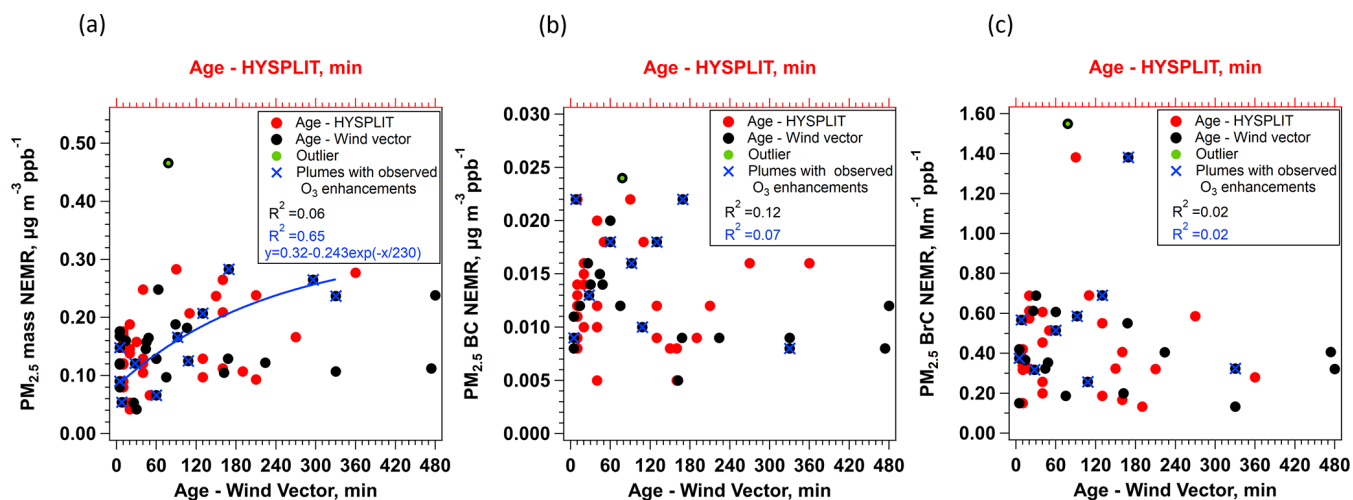 (a)
Age - HYSPLIT, min
PM2.5 mass NEMR, µg m-3 ppb-1
0.50
0.40
0.30
0.20
0.10
0.00
Age - HYSPLIT
Age - Wind vector
Outlier
Plumes with observed
O3 enhancements
R2 =0.06
R2 =0.65
y=0.32-0.243exp(-x/230)
0 60 120 180 240 300 360 420 480
Age - Wind Vector, min
(b)
Age - HYSPLIT, min
PM2.5 BC NEMR, µg m-3 ppb-1
0.030
0.025
0.020
0.015
0.010
0.005
0.000
Age - HYSPLIT
Age - Wind vector
Outlier
Plumes with observed
O3 enhancements
R2 =0.12
R2 =0.07
0 60 120 180 240 300 360 420 480
Age - Wind Vector, min
(c)
Age - HYSPLIT, min
PM2.5 BrC NEMR, Mm-1 ppb-1
1.60
1.40
1.20
1.00
0.80
0.60
0.40
0.20
0.00
Age - HYSPLIT
Age - Wind vector
Outlier
Plumes with observed
O3 enhancements
R2 =0.02
R2 =0.02
0 60 120 180 240 300 360 420 480
Age - Wind Vector, min